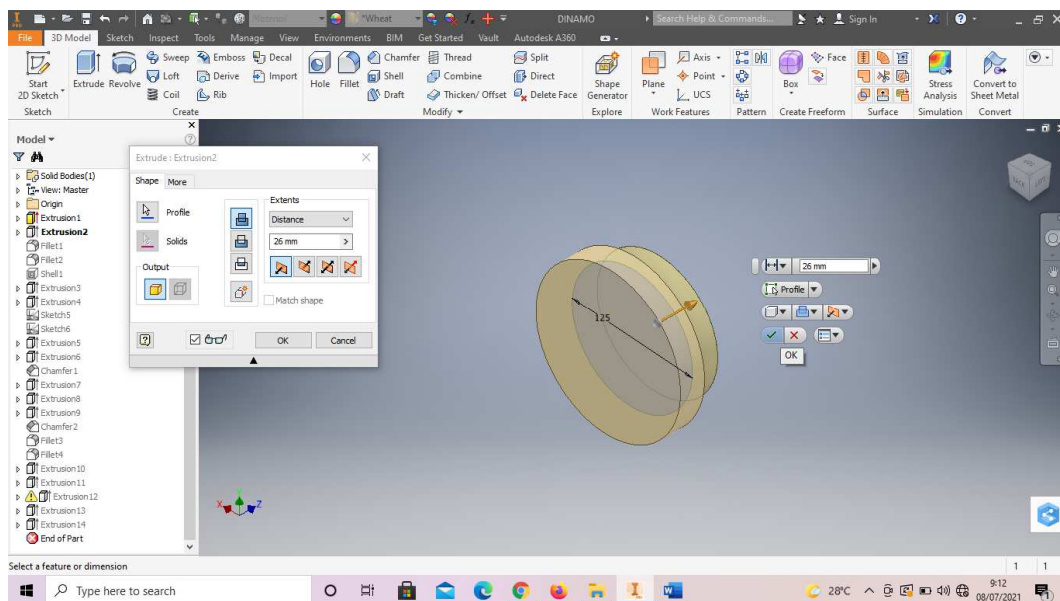 PRO Material "Wheat DINAMO Search Help & Commands... Sign In
File 3D Model Sketch Inspect Tools Manage View Environments BIM Get Started Vault Autodesk A360
Start 2D Sketch Extrude Revolve Sweep Emboss Decal Hole Fillet Chamfer Thread Split Shape Generator Plane Axis Box Face Stress Analysis Convert to Sheet Metal
Loft Derive Import Shell Combine Direct Point
Coil Rib Draft Thicken/ Offset Delete Face UCS
Sketch Create Modify Explore Work Features Pattern Create Freeform Surface Simulation Convert
Model
Solid Bodies(1)
View: Master
Origin
Extrusion1
Extrusion2
Fillet1
Fillet2
Shell1
Extrusion3
Extrusion4
Sketch5
Sketch6
Extrusion5
Extrusion6
Chamfer1
Extrusion7
Extrusion8
Extrusion9
Chamfer2
Fillet3
Fillet4
Extrusion10
Extrusion11
Extrusion12
Extrusion13
Extrusion14
End of Part
Extrude : Extrusion2
Shape More
Profile
Solids
Output
Extents
Distance
26 mm
Match shape
OK Cancel
125
26 mm
Profile
OK
X Y Z
Select a feature or dimension 1 1
Type here to search 28°C 9:12
08/07/2021